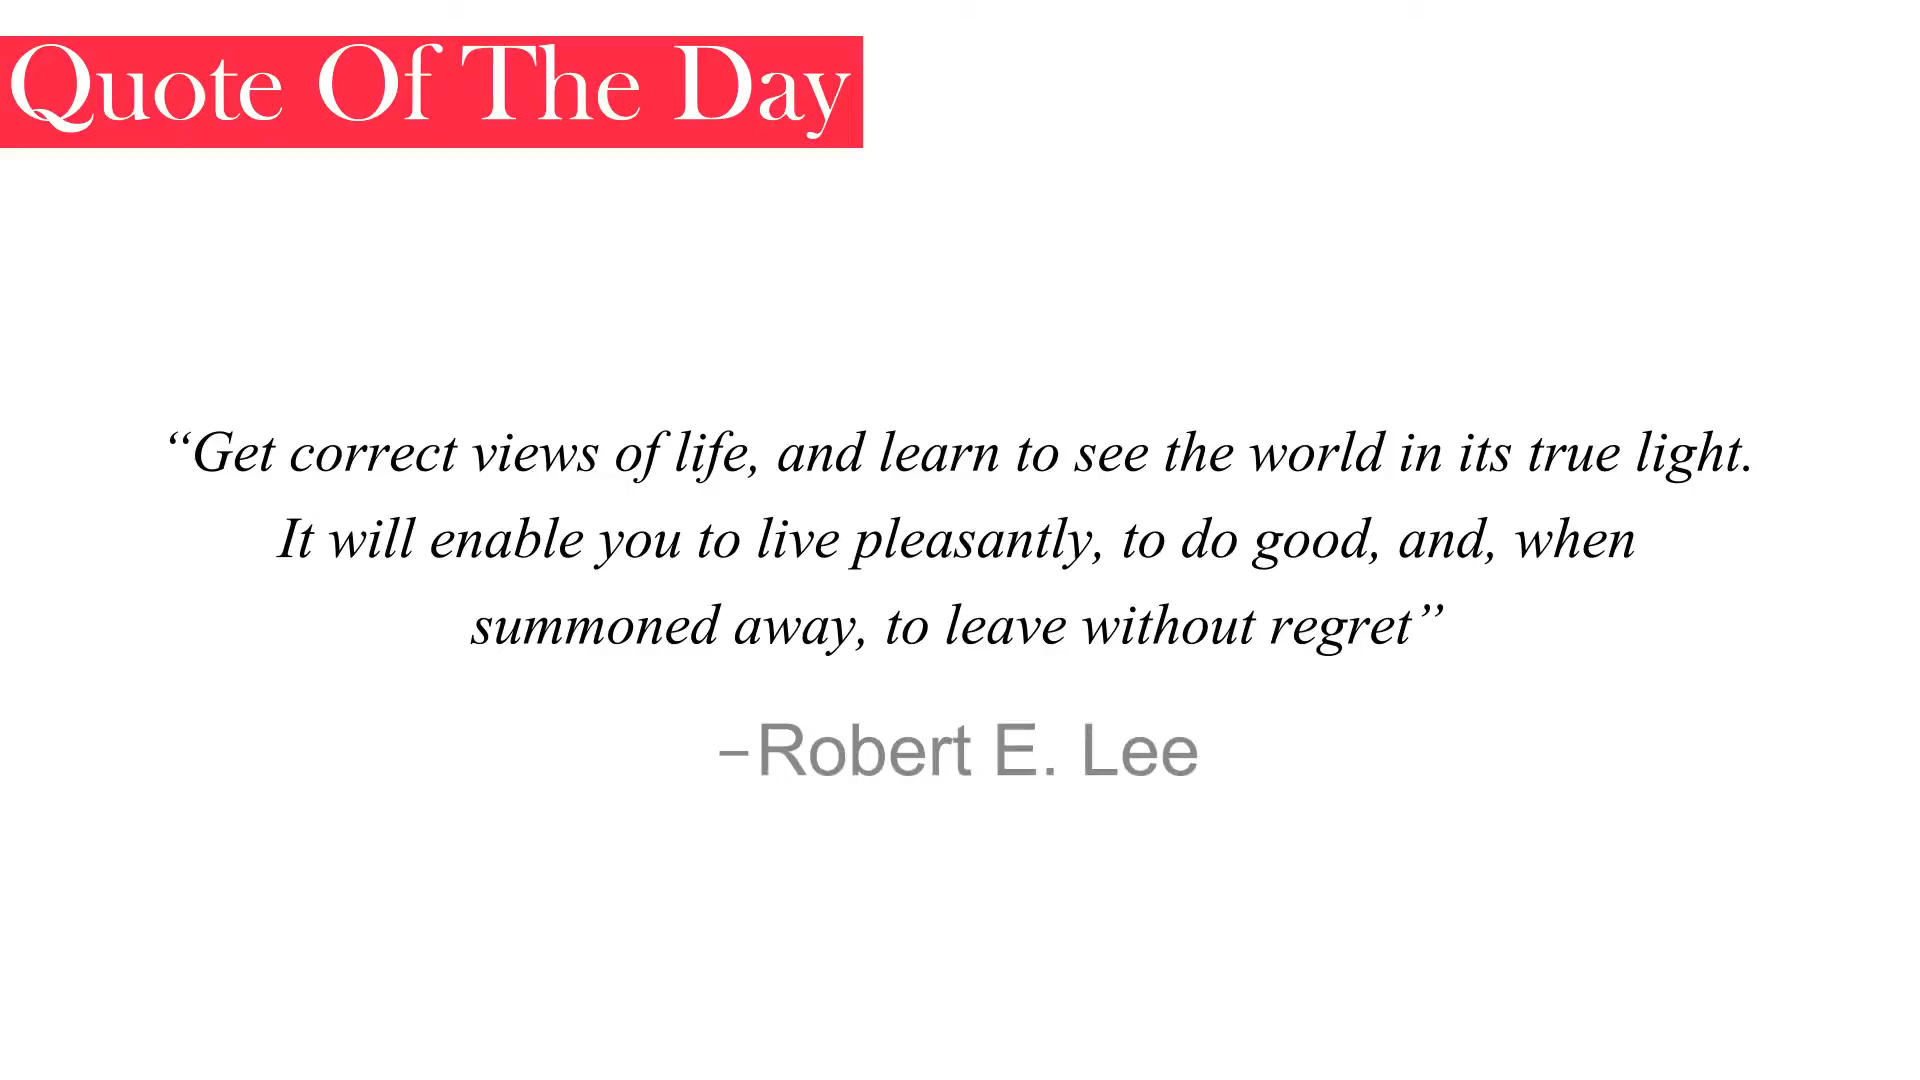 Quote Of The Day
“Get correct views of life, and learn to see the world in its true light.
It will enable you to live pleasantly, to do good, and, when
summoned away, to leave without regret”
–Robert E. Lee